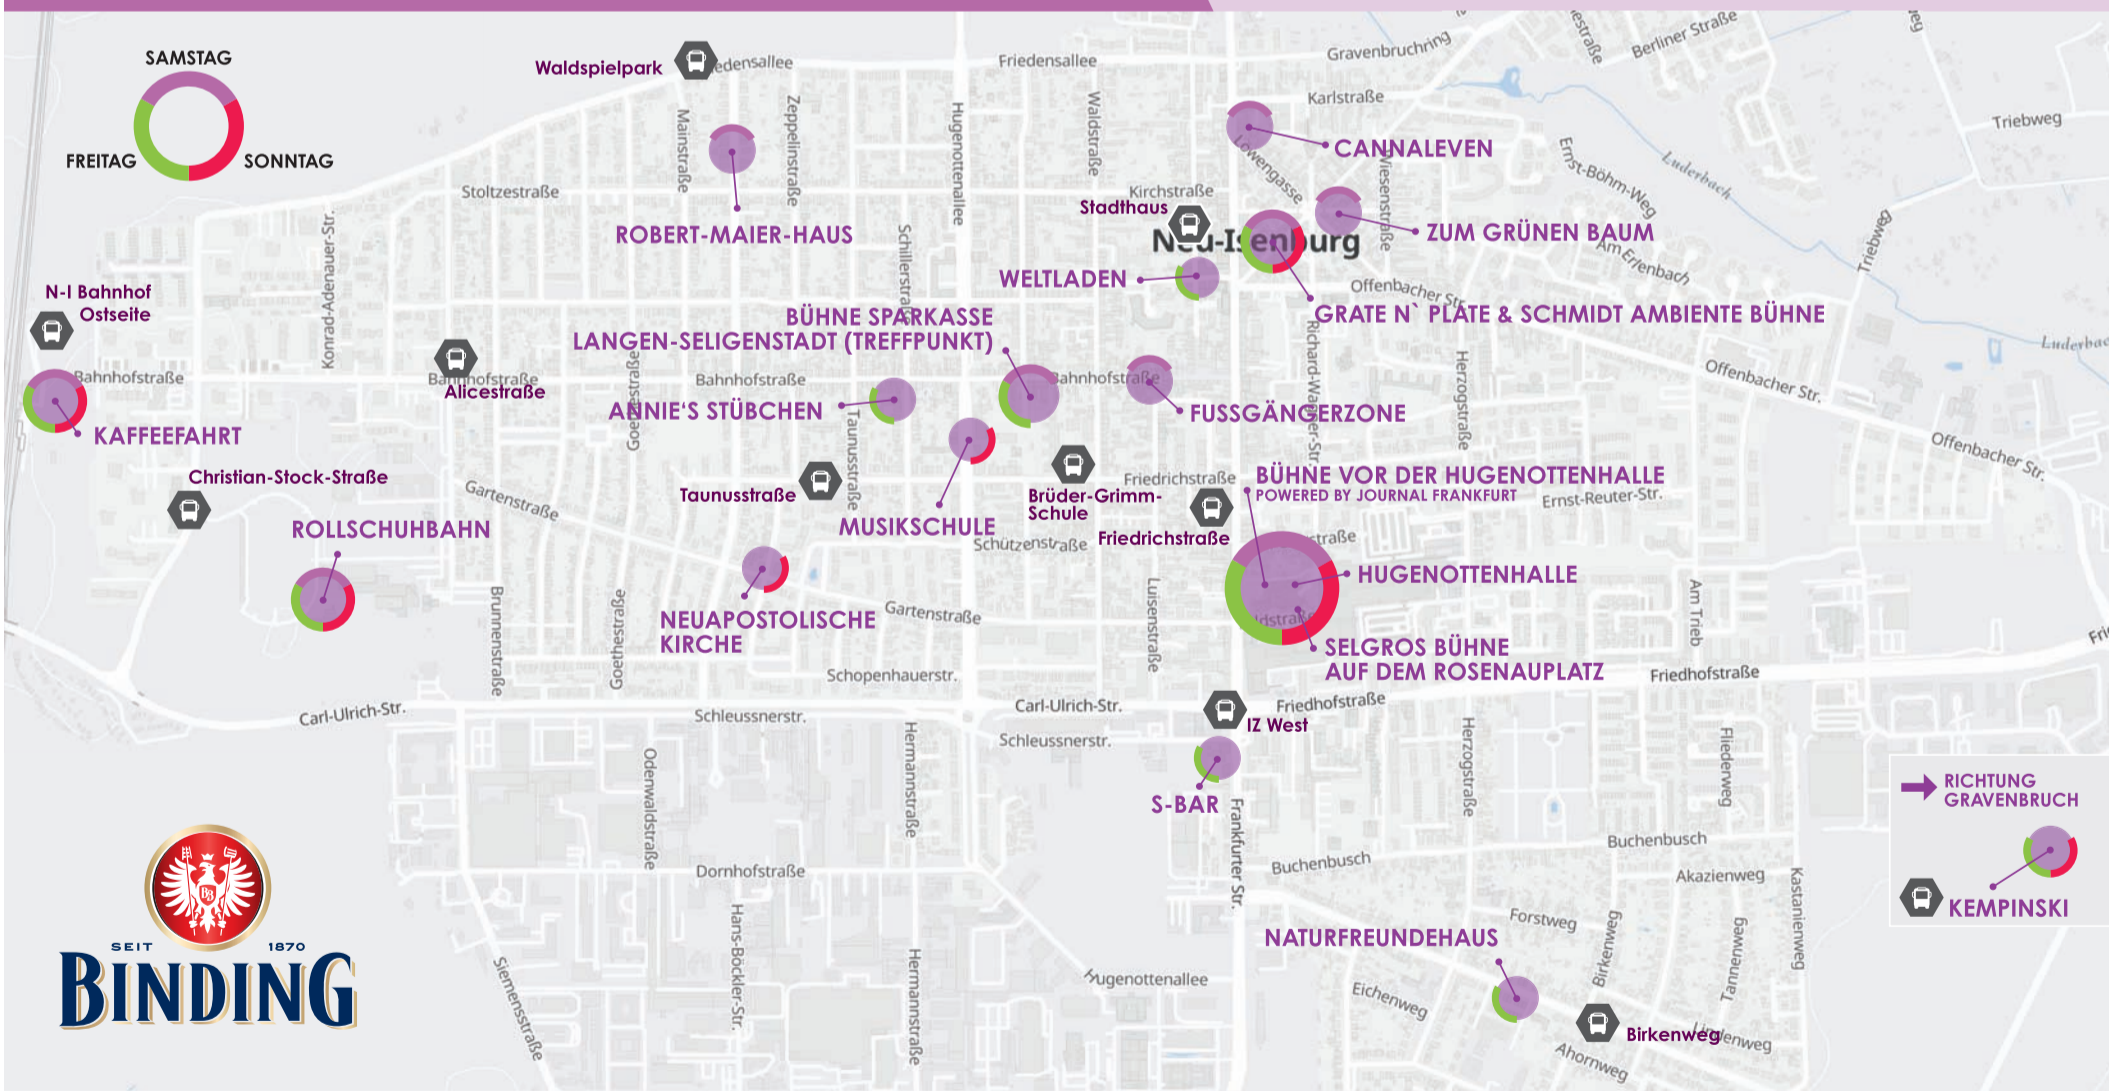 SAMSTAG
FREITAG
SONNTAG
Waldspielpark
Friedensallee
Gravenbruchring
Berliner Straße
Karlstraße
Triebweg
Mainstraße
Zeppelinstraße
Hugenottenallee
Waldstraße
CANNALEVEN
Löwengasse
Wiesenstraße
Ernst-Böhm-Weg
Luderbach
Stoltzestraße
Kirchstraße
Stadthaus
ROBERT-MAIER-HAUS
Neu-Isenburg
ZUM GRÜNEN BAUM
Am Erlenbach
Triebweg
Konrad-Adenauer-Str.
Schillerstraße
WELTLADEN
Offenbacher Str.
N-I Bahnhof
Ostseite
BÜHNE SPARKASSE
LANGEN-SELIGENSTADT (TREFFPUNKT)
GRATE N` PLATE & SCHMIDT AMBIENTE BÜHNE
Richard-Wagner-Str.
Herzogstraße
Offenbacher Str.
Bahnhofstraße
Bahnhofstraße
Alicestraße
Goethestraße
Bahnhofstraße
Bahnhofstraße
ANNIE'S STÜBCHEN
FUSSGÄNGERZONE
KAFFEEFAHRT
Taunusstraße
Offenbacher Str.
Christian-Stock-Straße
Gartenstraße
Taunusstraße
Brüder-Grimm-
Schule
Friedrichstraße
BÜHNE VOR DER HUGENOTTENHALLE
POWERED BY JOURNAL FRANKFURT
Ernst-Reuter-Str.
ROLLSCHUHBAHN
MUSIKSCHULE
Schützenstraße
Friedrichstraße
HUGENOTTENHALLE
Brunnenstraße
Goethestraße
NEUAPOSTOLISCHE
KIRCHE
Gartenstraße
Luisenstraße
Am Trieb
SELGROS BÜHNE
AUF DEM ROSENAUPLATZ
Schopenhauerstr.
Friedhofstraße
Carl-Ulrich-Str.
Schleussnerstr.
Carl-Ulrich-Str.
Friedhofstraße
IZ West
Schleussnerstr.
Odenwaldstraße
Hermannstraße
Herzogstraße
Fliederweg
S-BAR
Frankfurter Str.
RICHTUNG
GRAVENBRUCH
Buchenbusch
Buchenbusch
Dornhofstraße
Akazienweg
Kastanienweg
KEMPINSKI
BB
SEIT 1870
BINDING
Hans-Böckler-Str.
Hermannstraße
Siemensstraße
Hugenottenallee
Forstweg
NATURFREUNDEHAUS
Birkenweg
Tannenweg
Eichenweg
Birkenweg
Lindenweg
Ahornweg